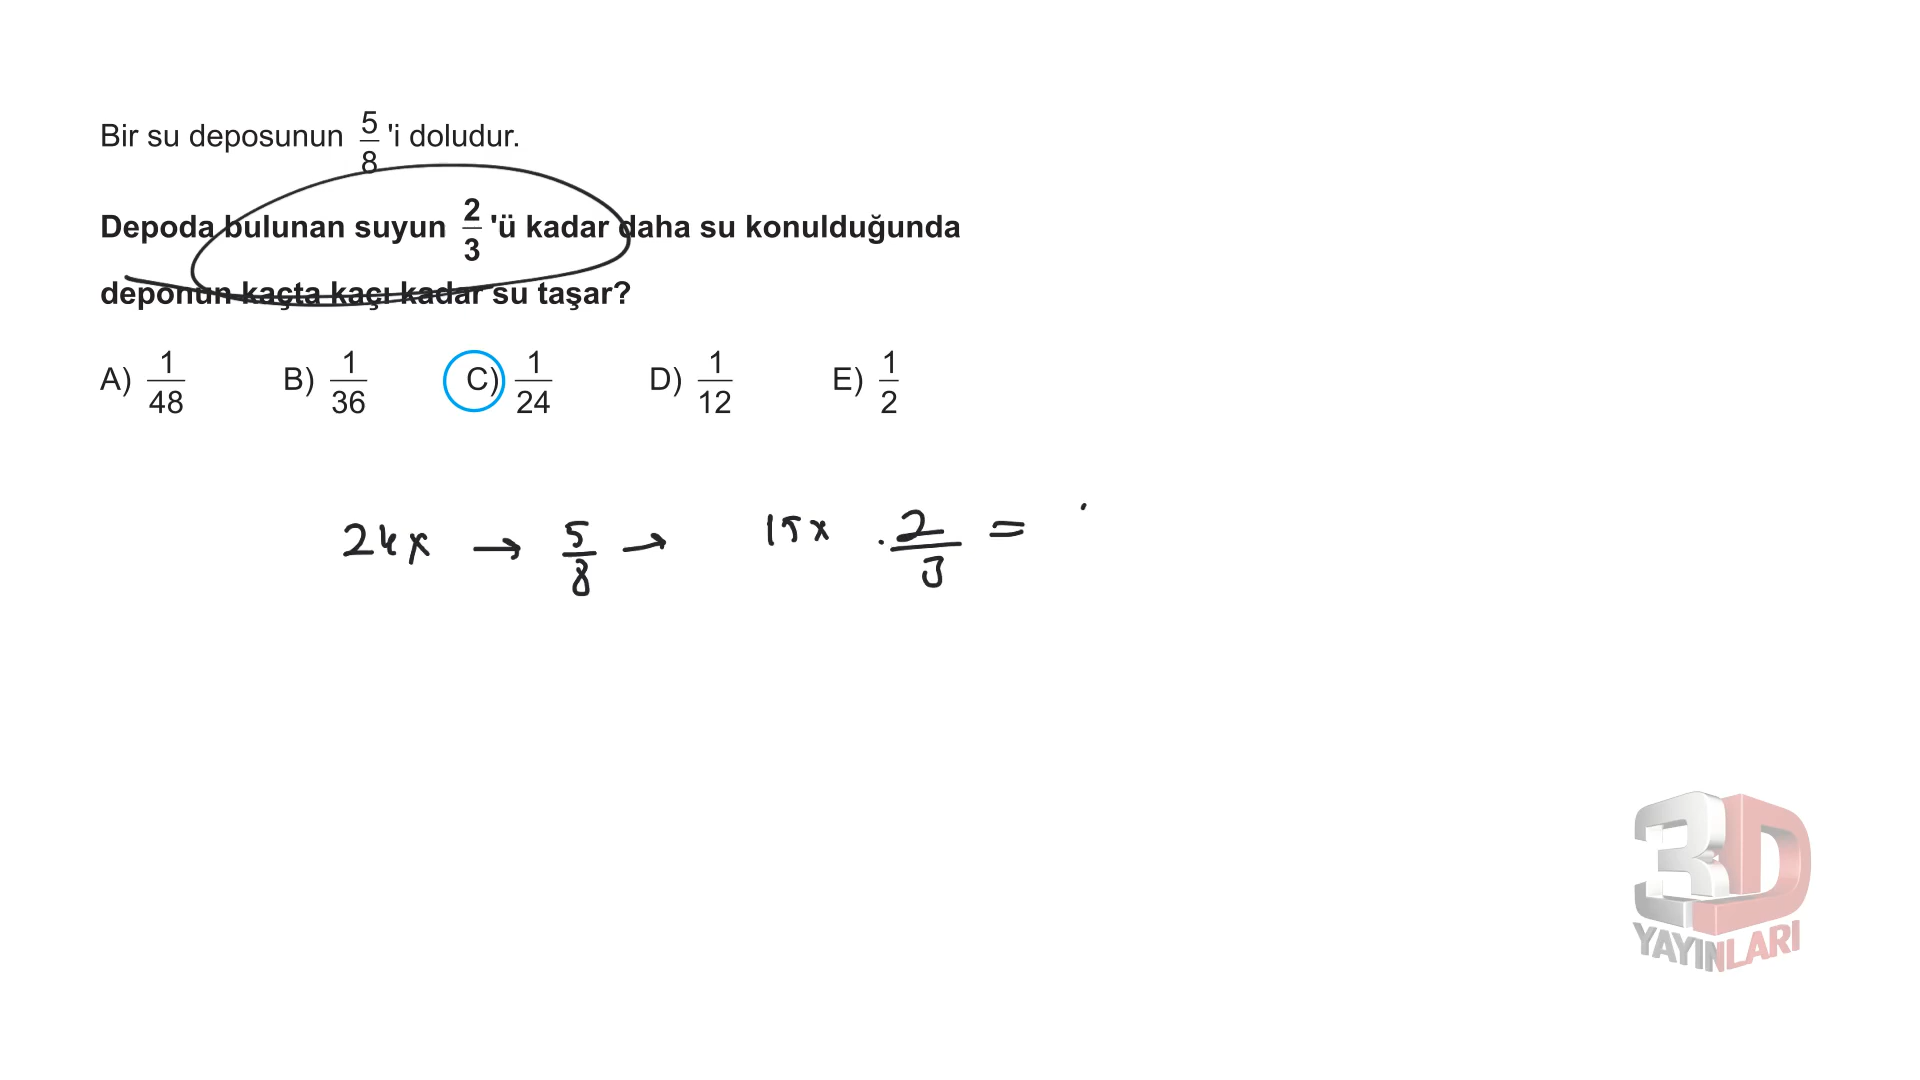 Bir su deposunun 5/8 'i doludur.
Depoda bulunan suyun 2/3 'ü kadar daha su konulduğunda
deponun kaçta kaçı kadar su taşar?
A) 1/48 B) 1/36 C) 1/24 D) 1/12 E) 1/2
24x → 5/8 → 15x . 2/3 =
3D
YAYINLARI